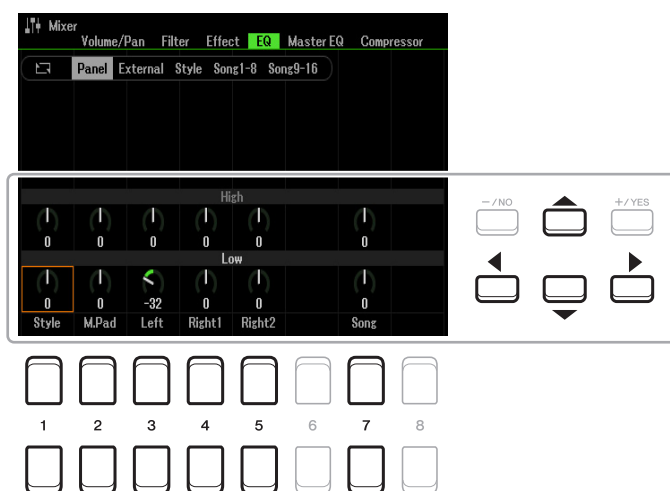 Mixer
Volume/Pan Filter Effect EQ Master EQ Compressor
Panel External Style Song1-8 Song9-16
High
0 0 0 0 0 0
Low
0 0 -32 0 0 0
Style M.Pad Left Right1 Right2 Song
−/NO +/YES
1 2 3 4 5 6 7 8